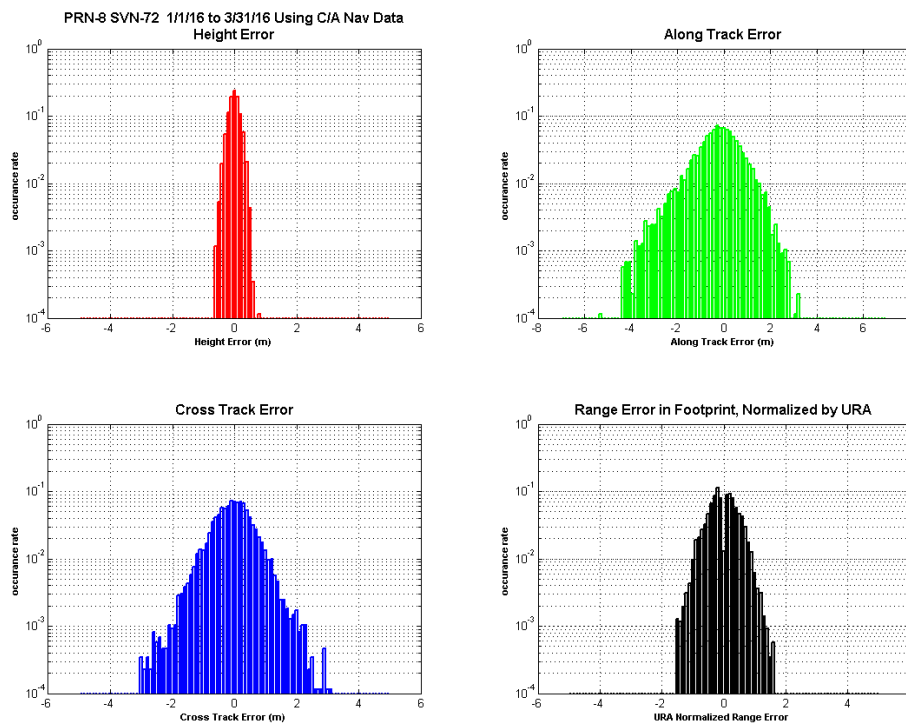 PRN-8 SVN-72 1/1/16 to 3/31/16 Using C/A Nav Data
Height Error
10^0
10^-1
10^-2
10^-3
10^-4
occurance rate
-6 -4 -2 0 2 4 6
Height Error (m)
Along Track Error
10^0
10^-1
10^-2
10^-3
10^-4
occurance rate
-8 -6 -4 -2 0 2 4 6 8
Along Track Error (m)
Cross Track Error
10^0
10^-1
10^-2
10^-3
10^-4
occurance rate
-6 -4 -2 0 2 4 6
Cross Track Error (m)
Range Error in Footprint, Normalized by URA
10^0
10^-1
10^-2
10^-3
10^-4
occurance rate
-6 -4 -2 0 2 4
URA Normalized Range Error